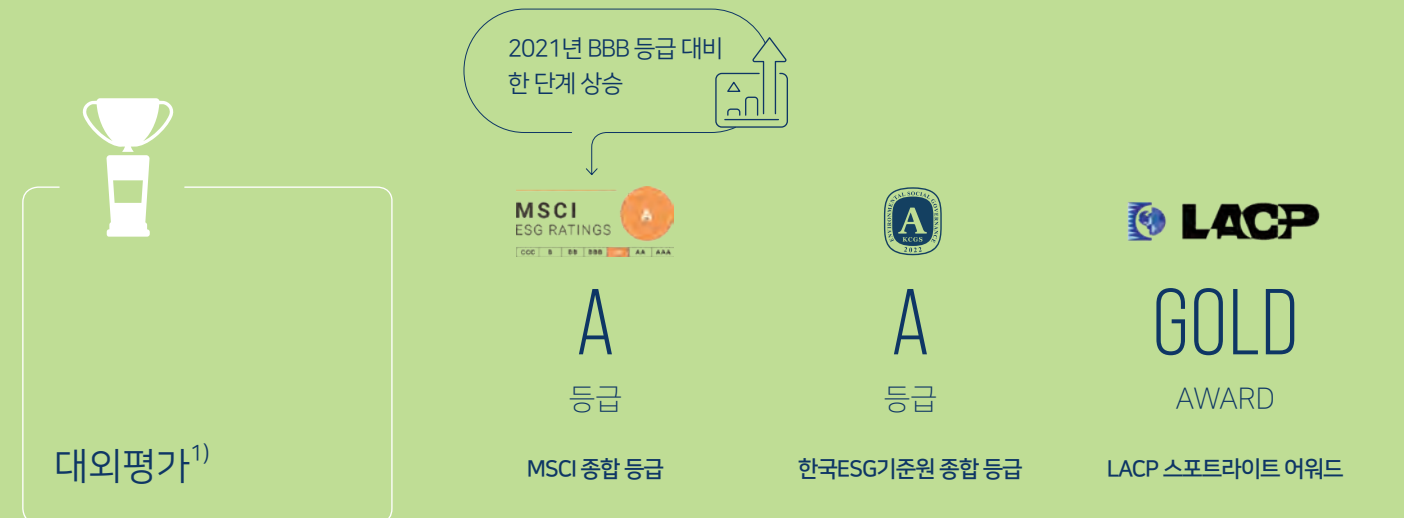 2021년 BBB 등급 대비
한 단계 상승
MSCI
ESG RATINGS
A
CCC B BB BBB AA AAA
ENVIRONMENTAL SOCIAL GOVERNANCE
A
KCGS
2022
LACP
A
등급
MSCI 종합 등급
A
등급
한국ESG기준원 종합 등급
GOLD
AWARD
LACP 스포트라이트 어워드
대외평가1)